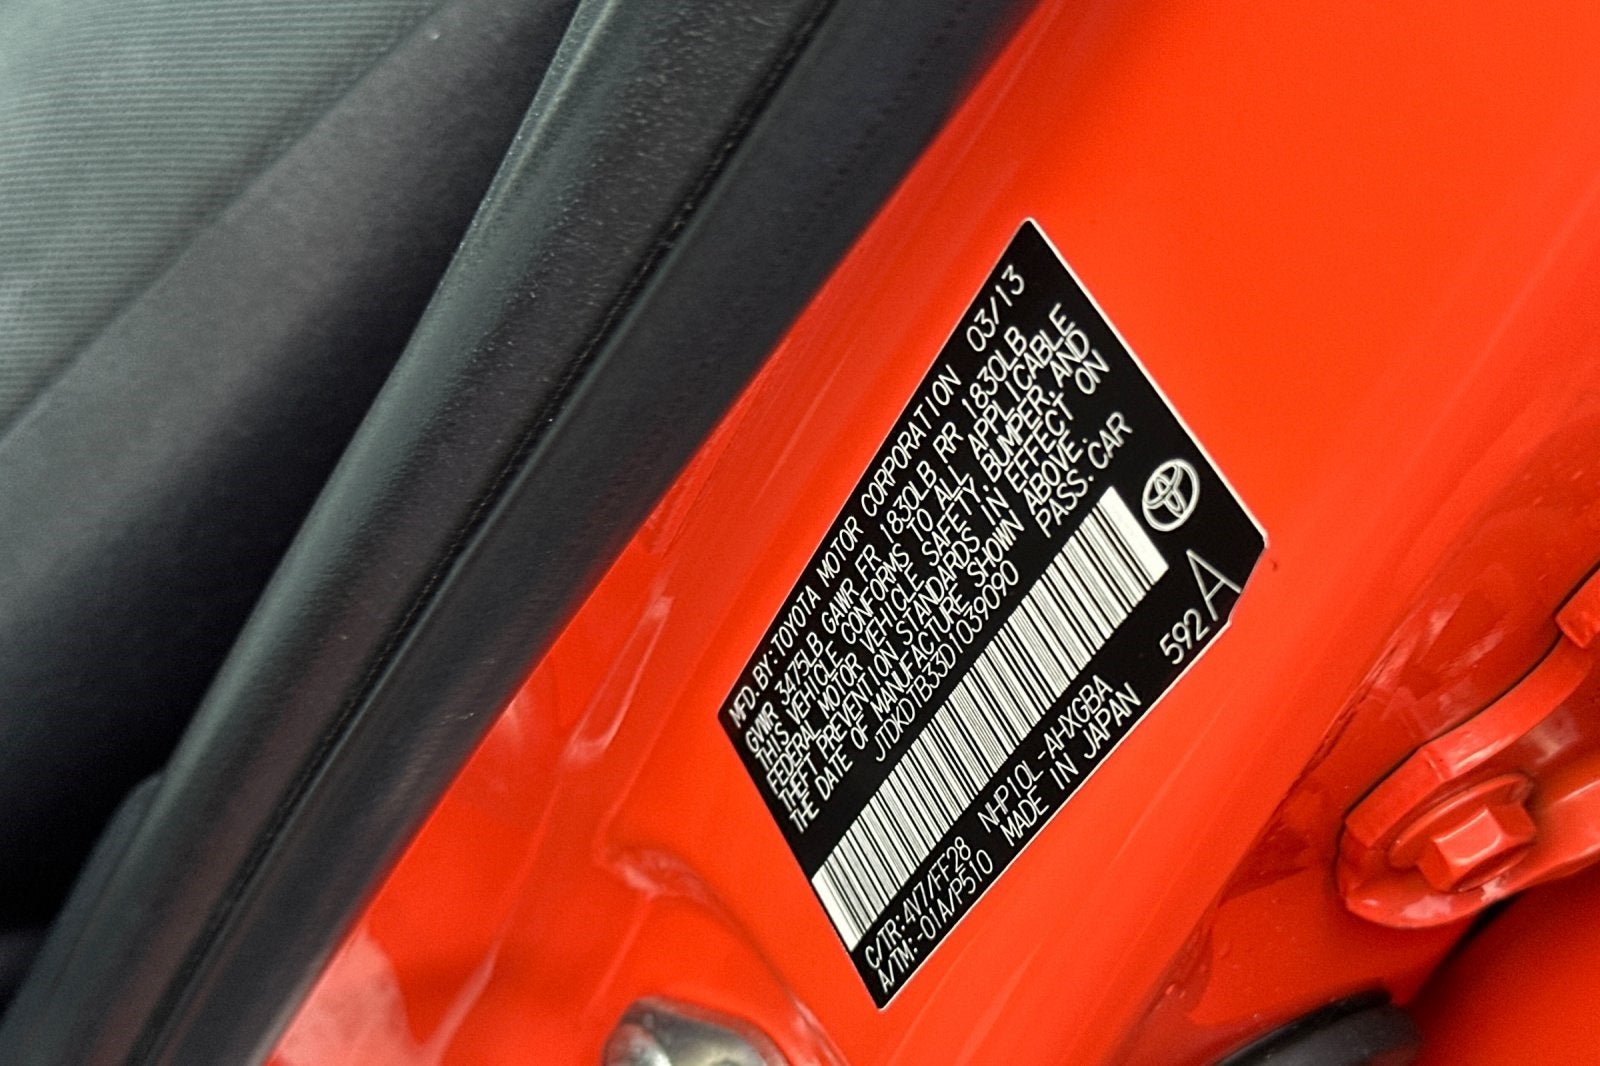 MFD.BY:TOYOTA MOTOR CORPORATION 03/13
GVWR 3475LB GAWR FR 1830LB RR 1830LB
THIS VEHICLE CONFORMS TO ALL APPLICABLE
FEDERAL MOTOR VEHICLE SAFETY, BUMPER, AND
THEFT PREVENTION STANDARDS IN EFFECT ON
THE DATE OF MANUFACTURE SHOWN ABOVE.
JTDKDTB33D1039090 PASS. CAR
C/TR:4V7/FF28 NHP10L-AHXGBA
A/TM:-01A/P510 MADE IN JAPAN
592A